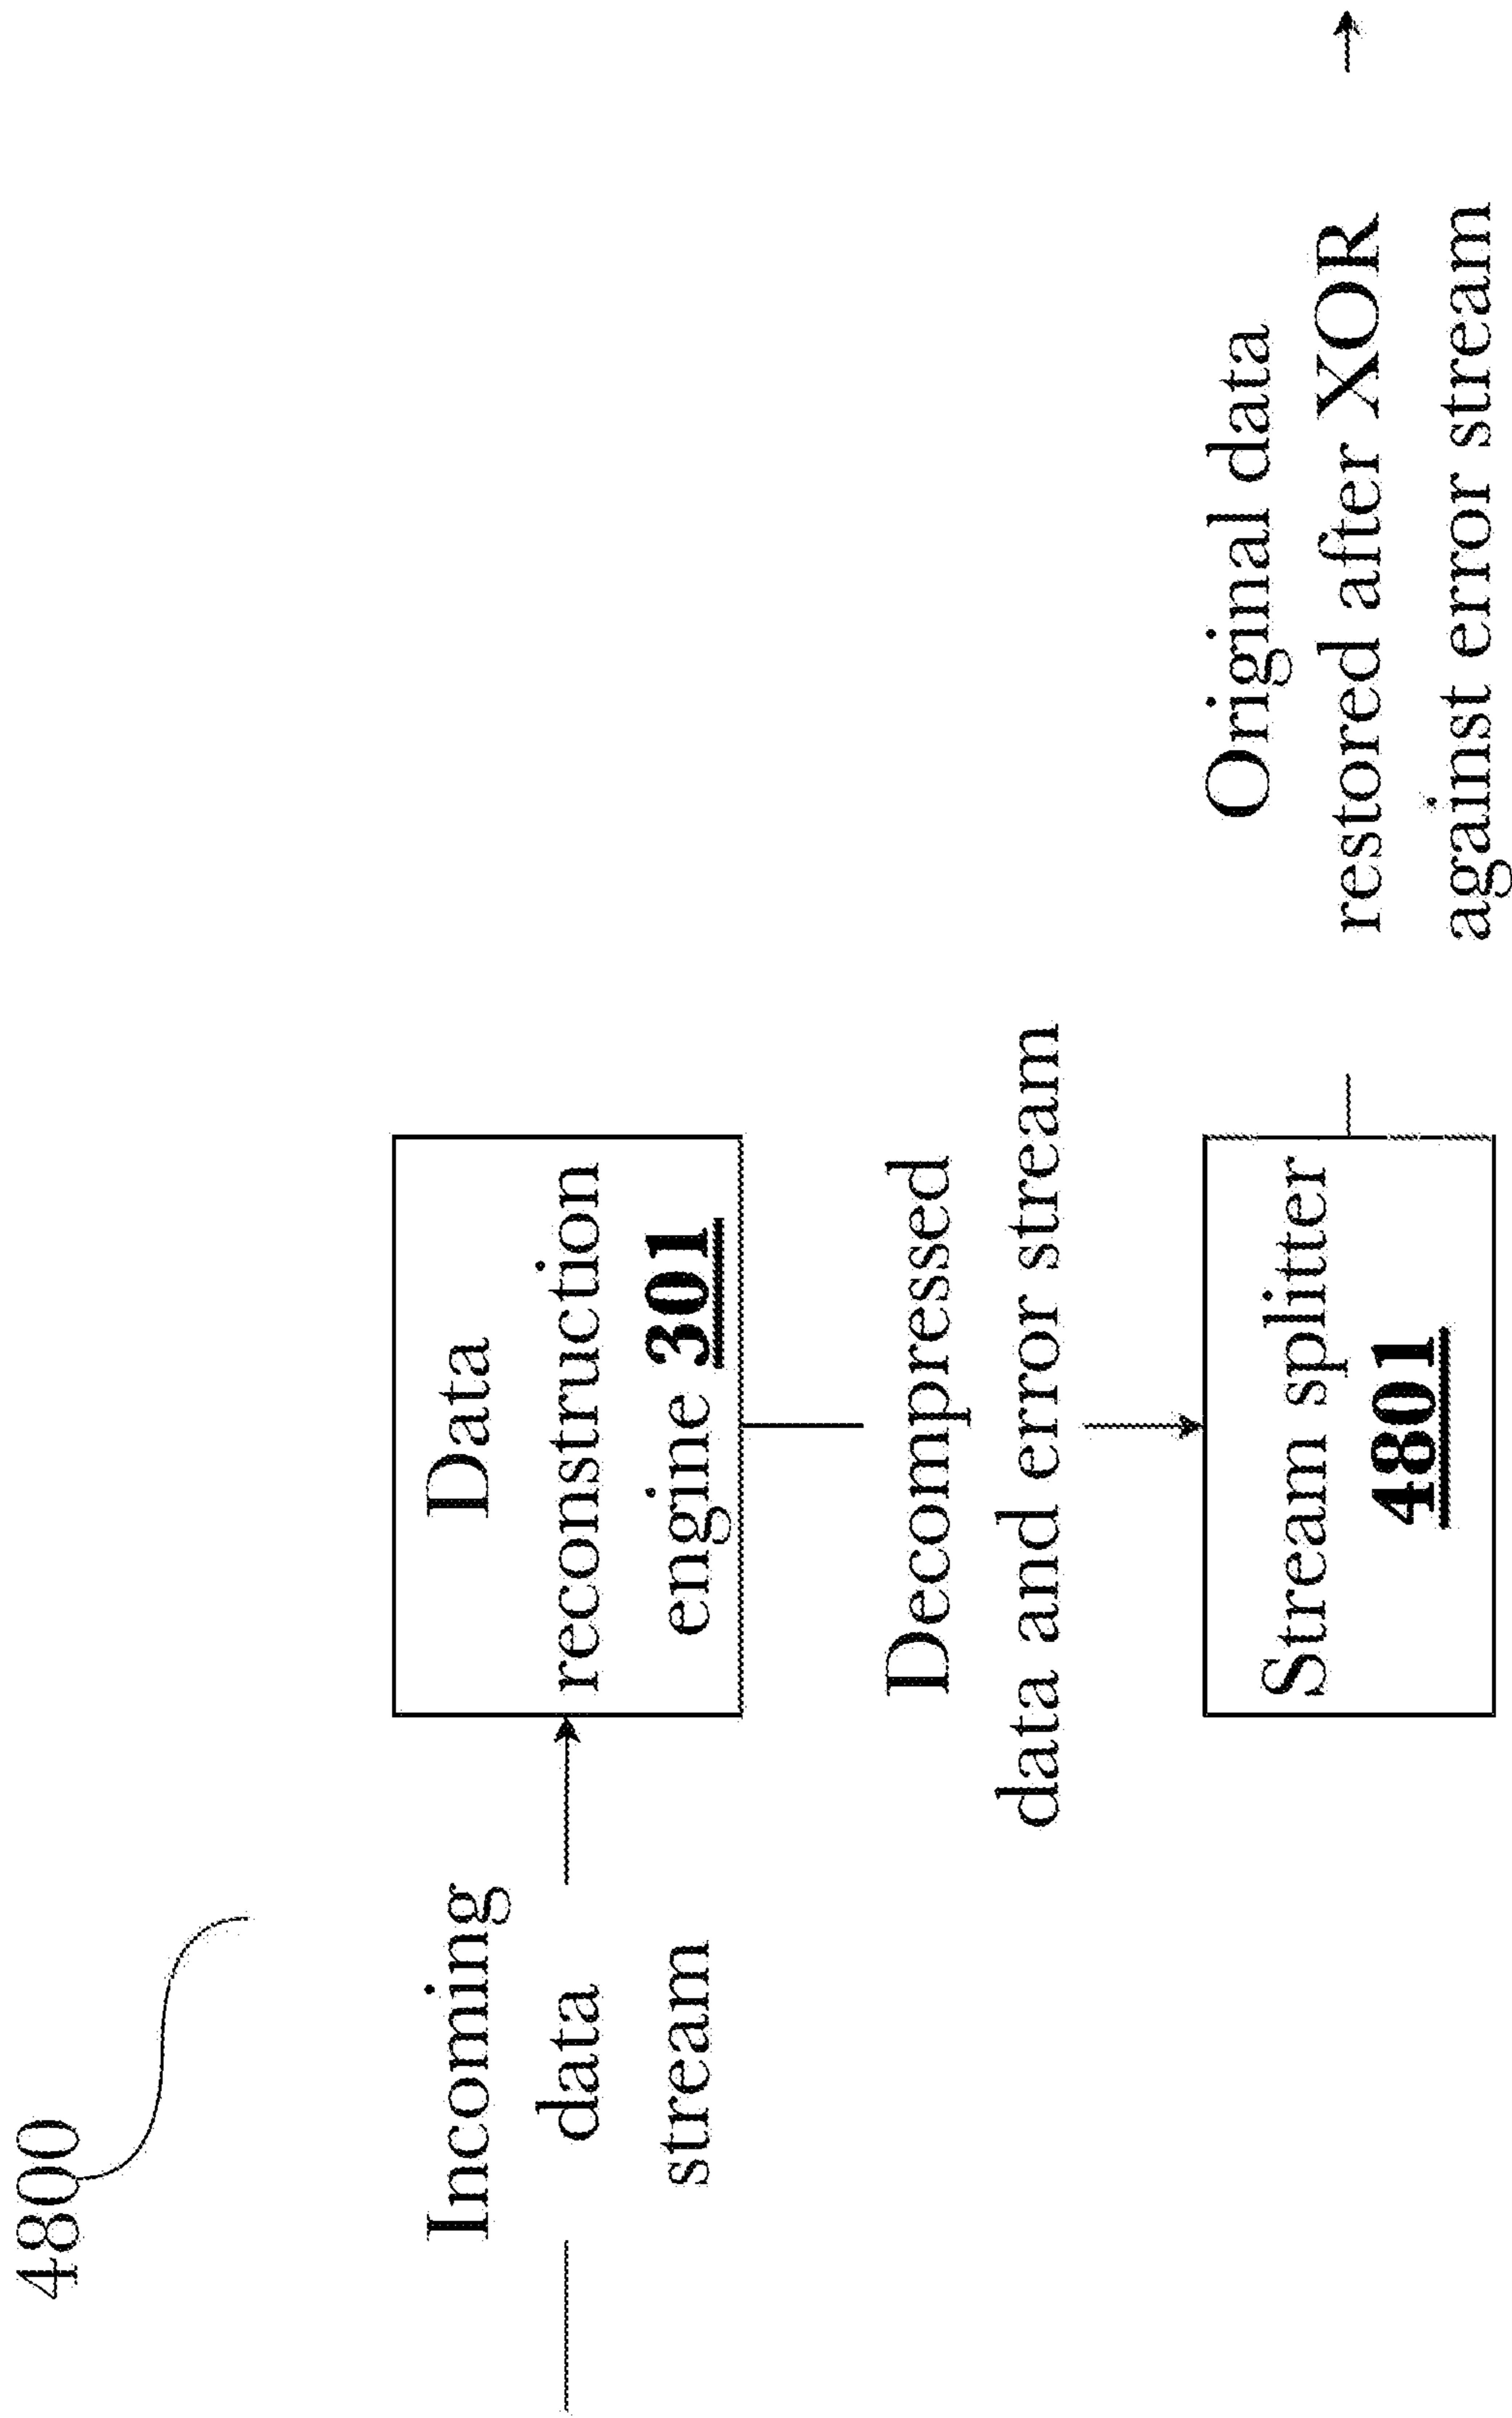 4800
Incoming
data
stream
Data
reconstruction
engine 301
Decompressed
data and error stream
Stream splitter
4801
Original data
restored after XOR
against error stream